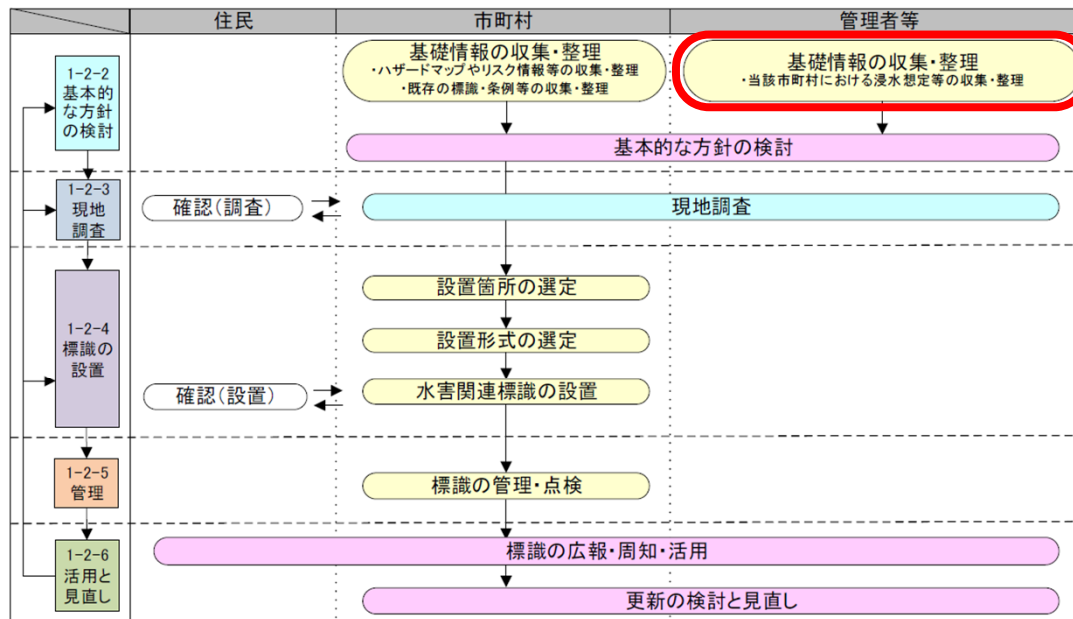 住民
市町村
管理者等
1-2-2
基本的
な方針
の検討
基礎情報の収集・整理
・ハザードマップやリスク情報等の収集・整理
・既存の標識・条例等の収集・整理
基礎情報の収集・整理
・当該市町村における浸水想定等の収集・整理
基本的な方針の検討
1-2-3
現地
調査
確認(調査)
現地調査
1-2-4
標識の
設置
設置箇所の選定
設置形式の選定
確認(設置)
水害関連標識の設置
1-2-5
管理
標識の管理・点検
1-2-6
活用と
見直し
標識の広報・周知・活用
更新の検討と見直し